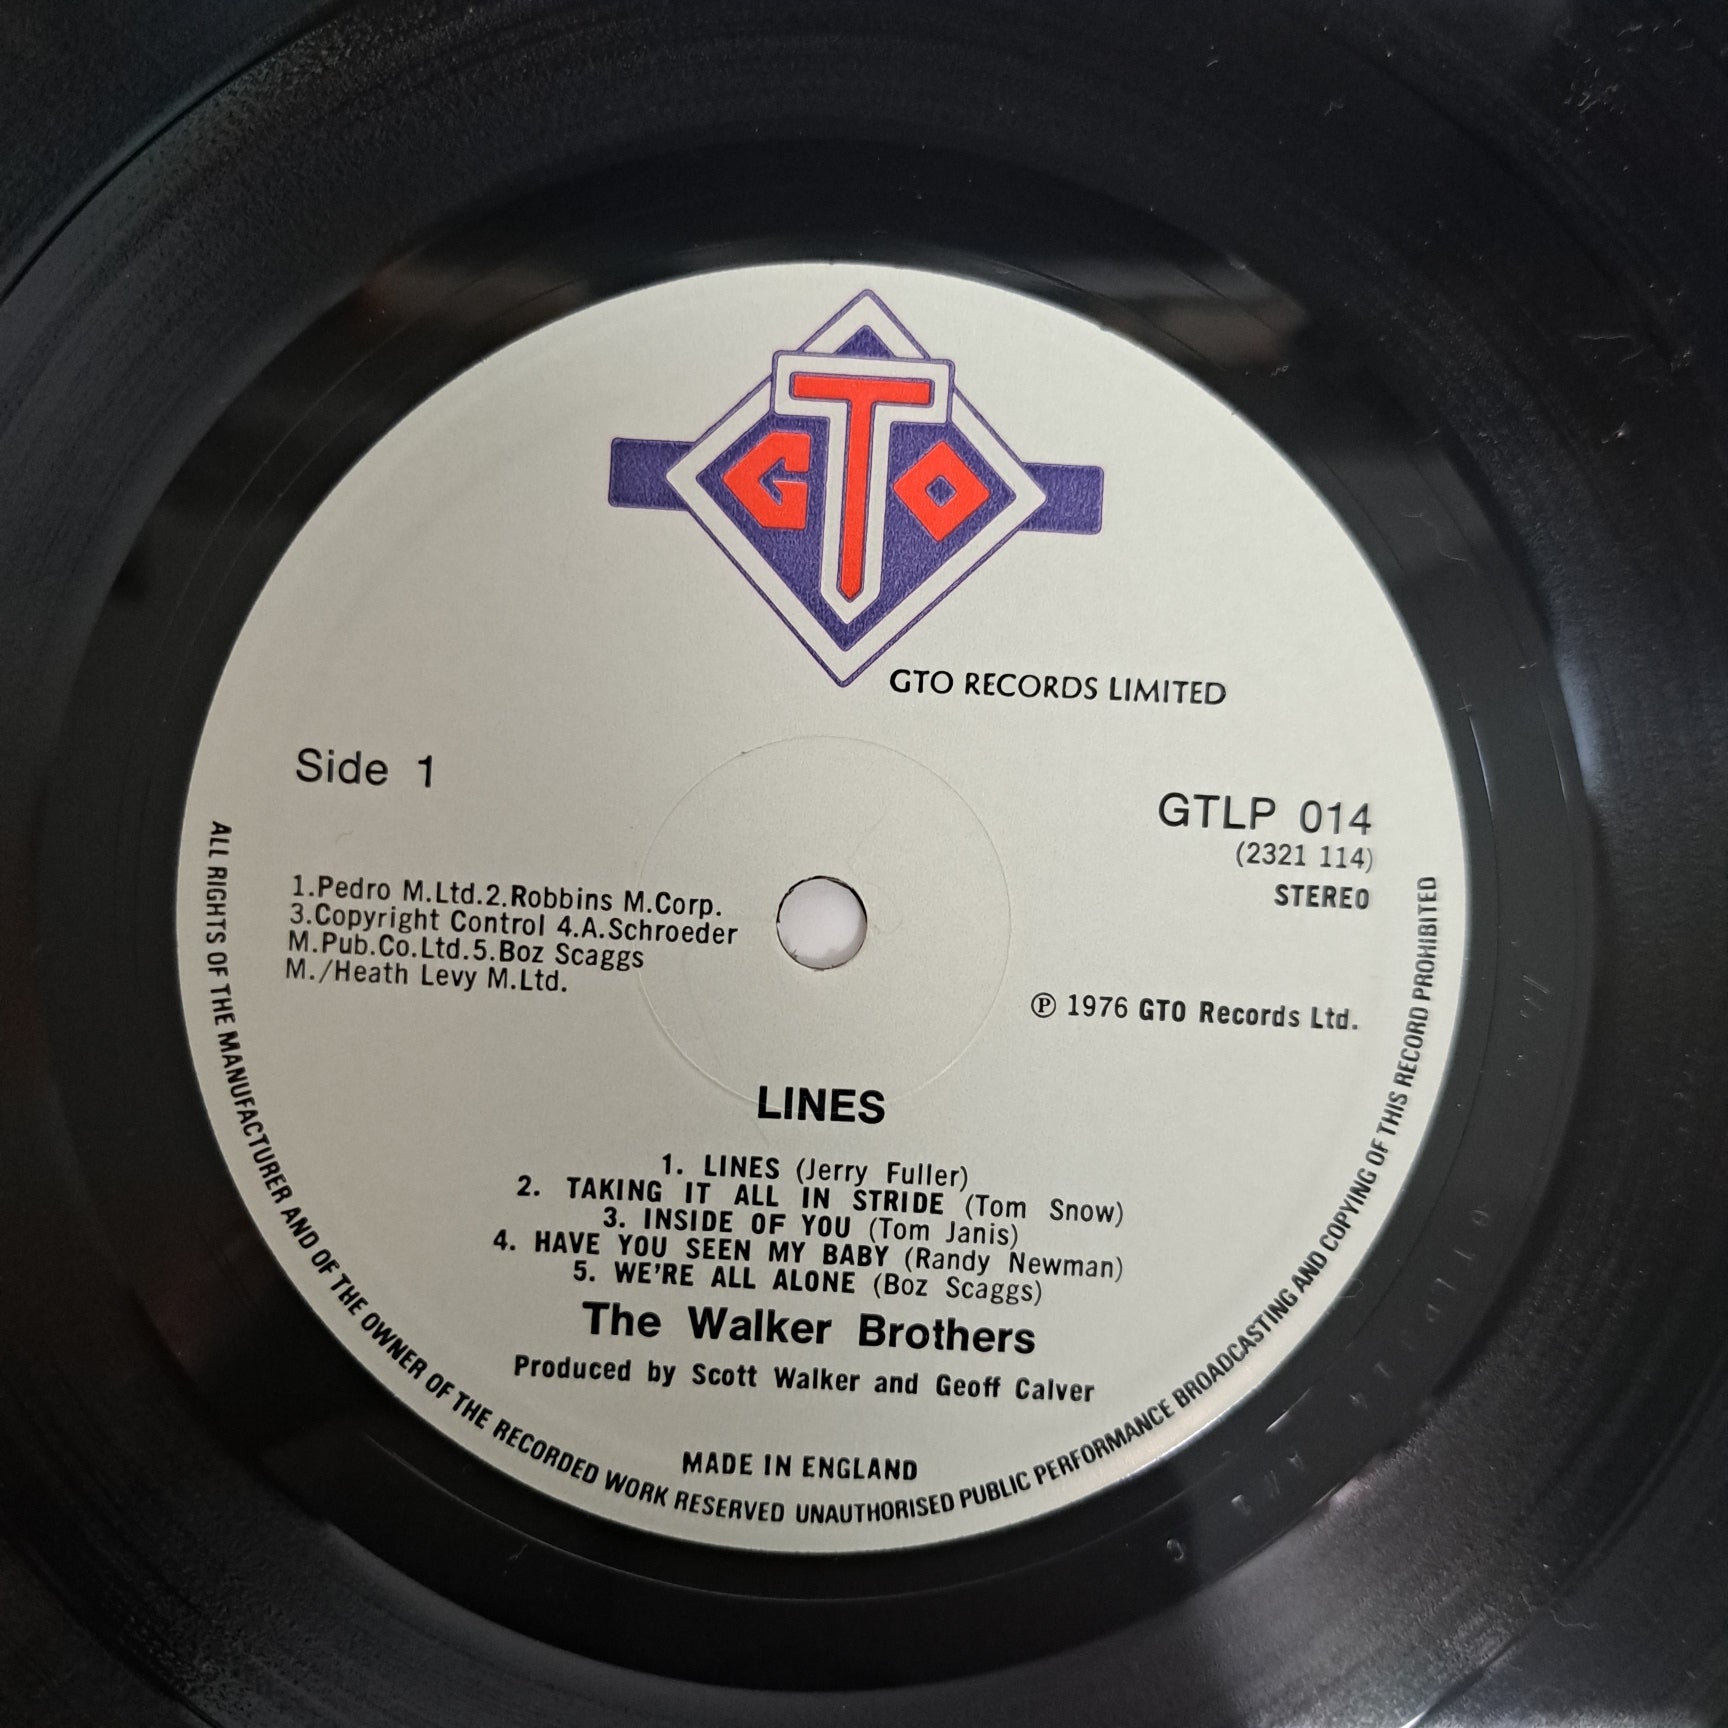 GTO
GTO RECORDS LIMITED
Side 1
GTLP 014
(2321 114)
STEREO
1.Pedro M.Ltd.2.Robbins M.Corp.
3.Copyright Control 4.A.Schroeder
M.Pub.Co.Ltd.5.Boz Scaggs
M./Heath Levy M.Ltd.
℗ 1976 GTO Records Ltd.
LINES
1. LINES (Jerry Fuller)
2. TAKING IT ALL IN STRIDE (Tom Snow)
3. INSIDE OF YOU (Tom Janis)
4. HAVE YOU SEEN MY BABY (Randy Newman)
5. WE'RE ALL ALONE (Boz Scaggs)
The Walker Brothers
Produced by Scott Walker and Geoff Calver
MADE IN ENGLAND
ALL RIGHTS OF THE MANUFACTURER AND OF THE OWNER OF THE RECORDED WORK RESERVED UNAUTHORISED PUBLIC PERFORMANCE BROADCASTING AND COPYING OF THIS RECORD PROHIBITED